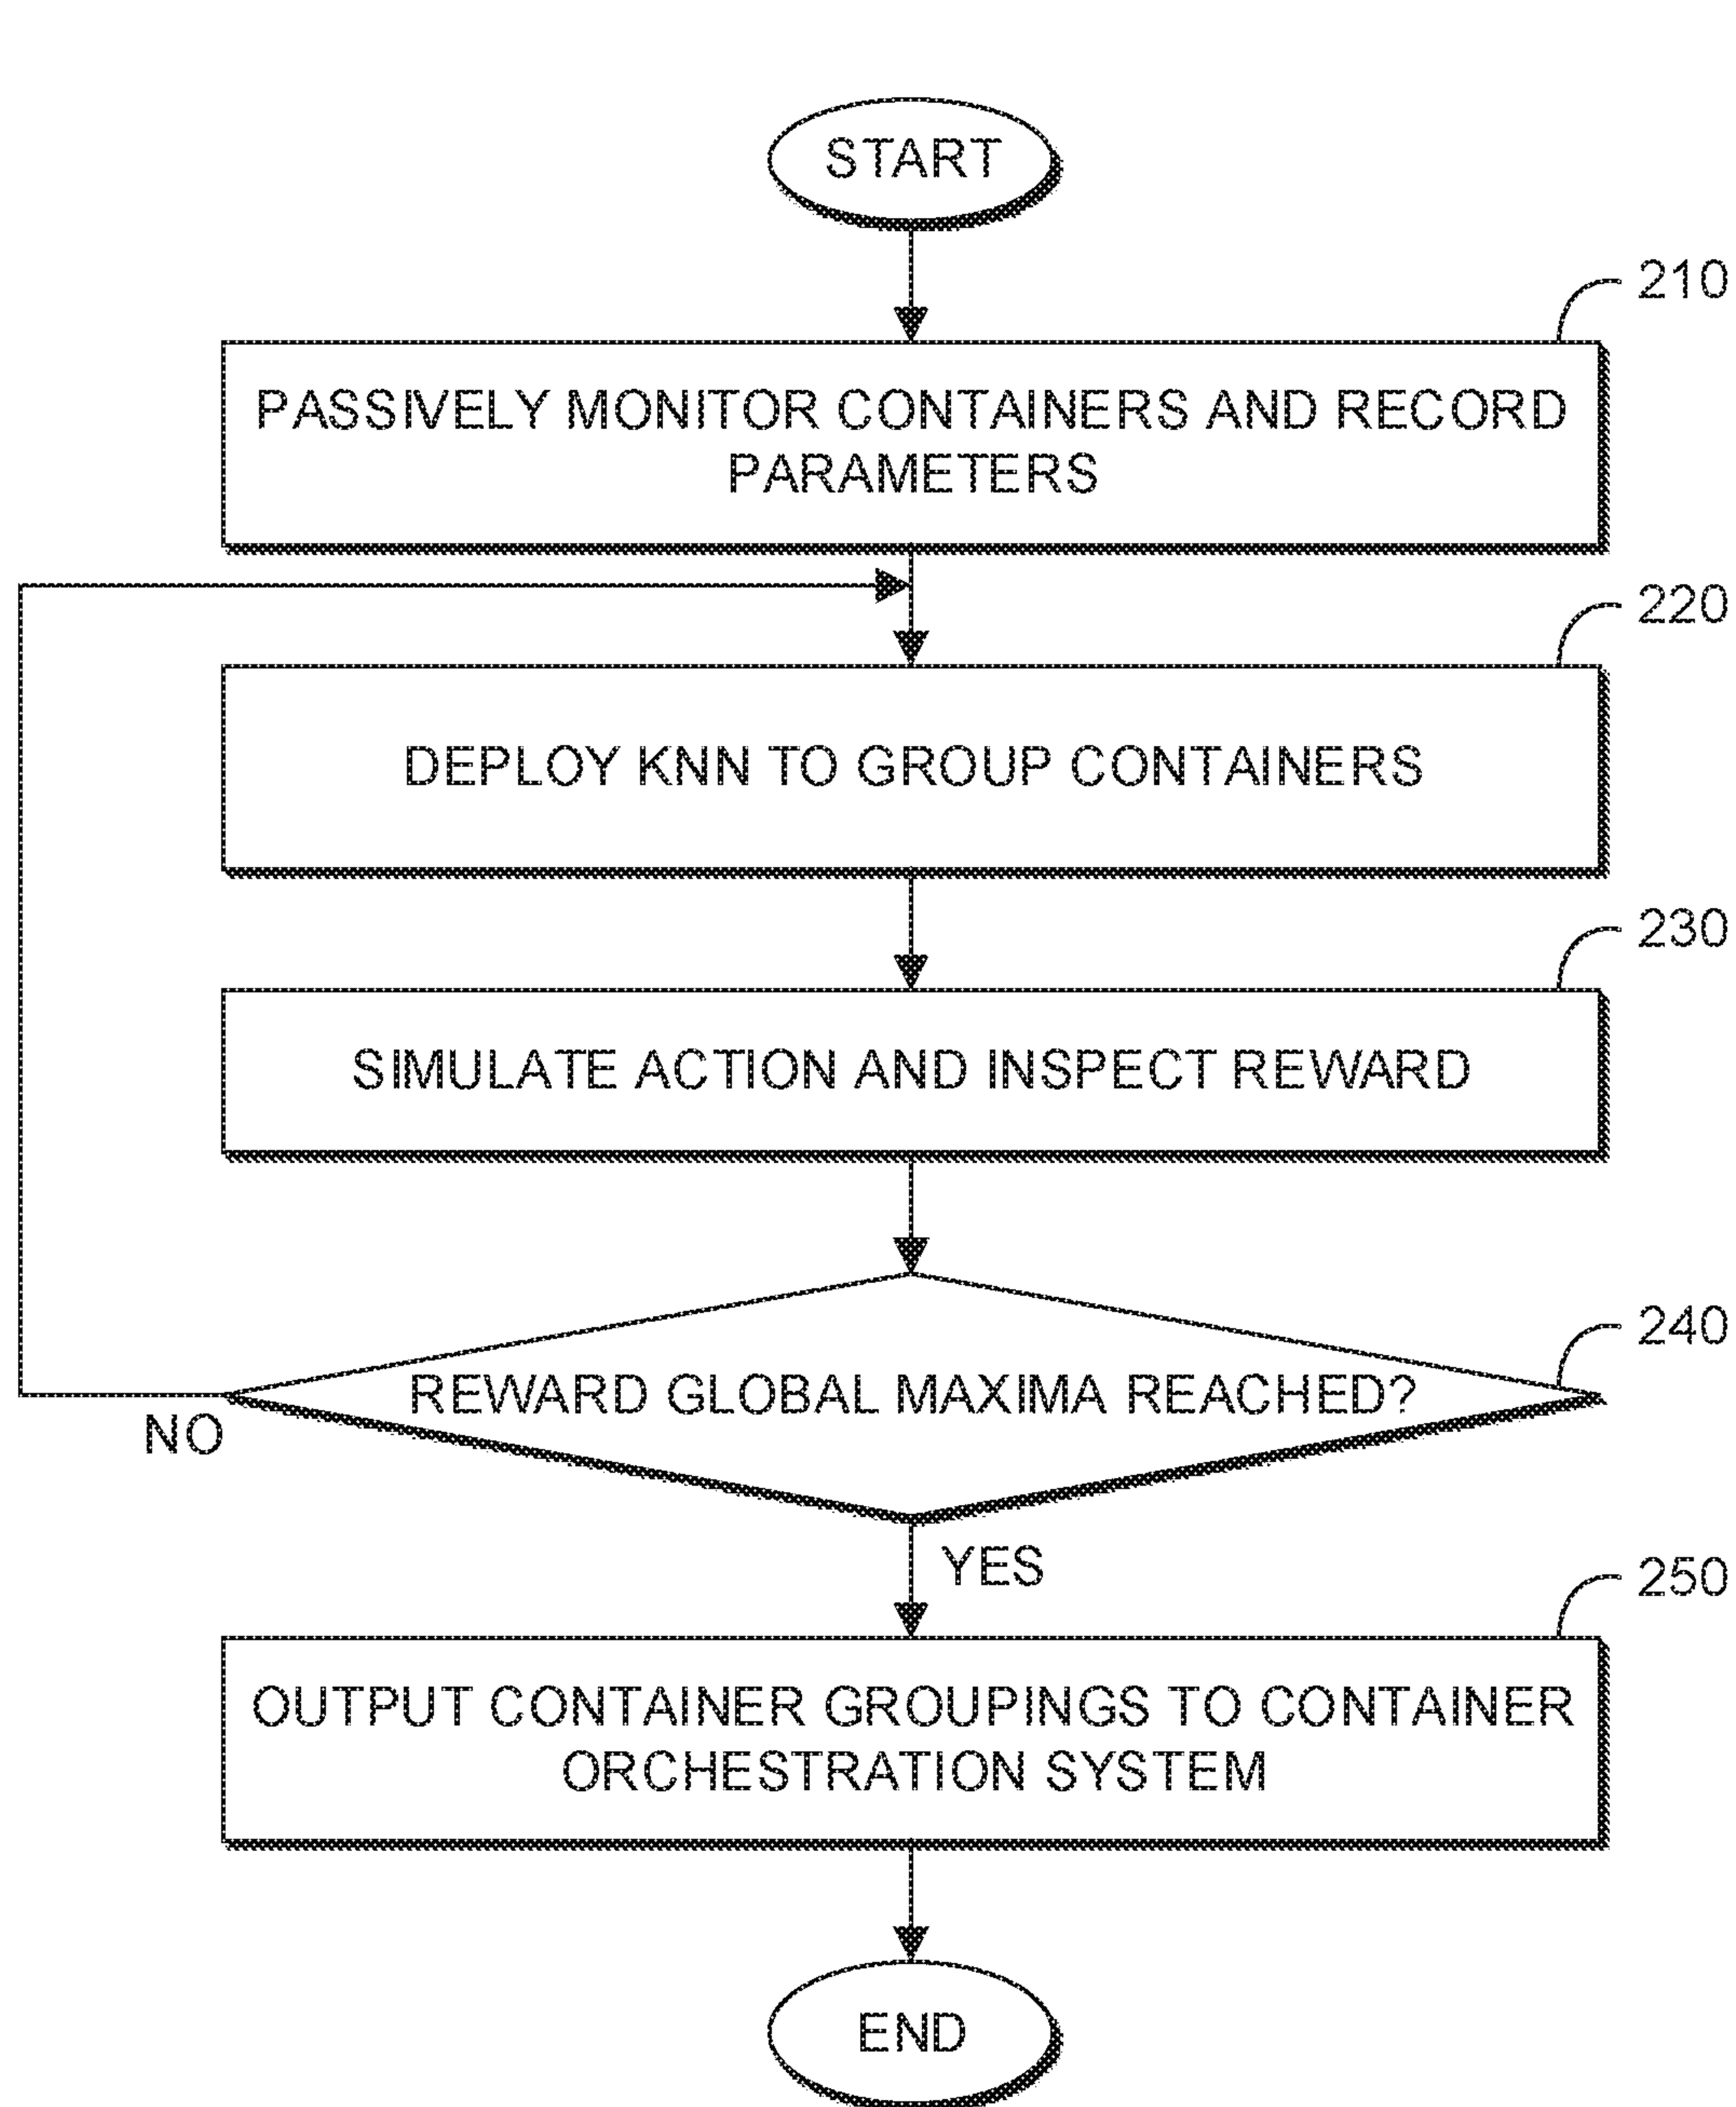 START
210
PASSIVELY MONITOR CONTAINERS AND RECORD
PARAMETERS
220
DEPLOY KNN TO GROUP CONTAINERS
230
SIMULATE ACTION AND INSPECT REWARD
240
REWARD GLOBAL MAXIMA REACHED?
NO
YES
250
OUTPUT CONTAINER GROUPINGS TO CONTAINER
ORCHESTRATION SYSTEM
END